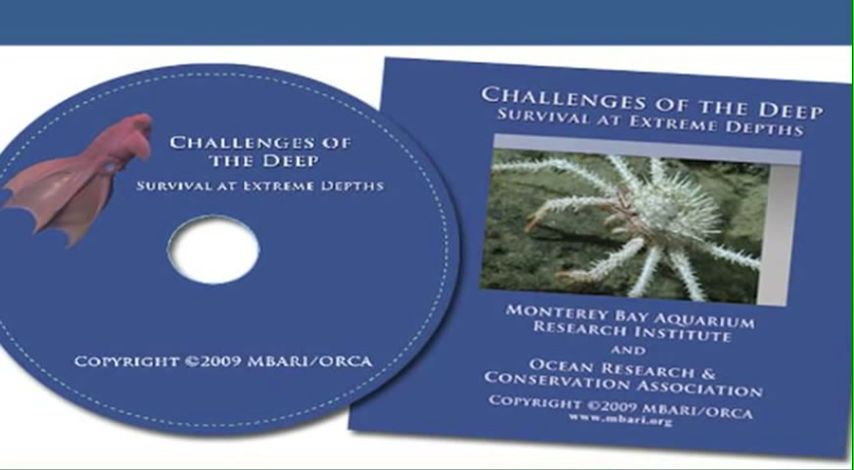 CHALLENGES OF
THE DEEP
SURVIVAL AT EXTREME DEPTHS
COPYRIGHT ©2009 MBARI/ORCA
CHALLENGES OF THE DEEP
SURVIVAL AT EXTREME DEPTHS
MONTEREY BAY AQUARIUM
RESEARCH INSTITUTE
AND
OCEAN RESEARCH &
CONSERVATION ASSOCIATION
COPYRIGHT ©2009 MBARI/ORCA
www.mbari.org